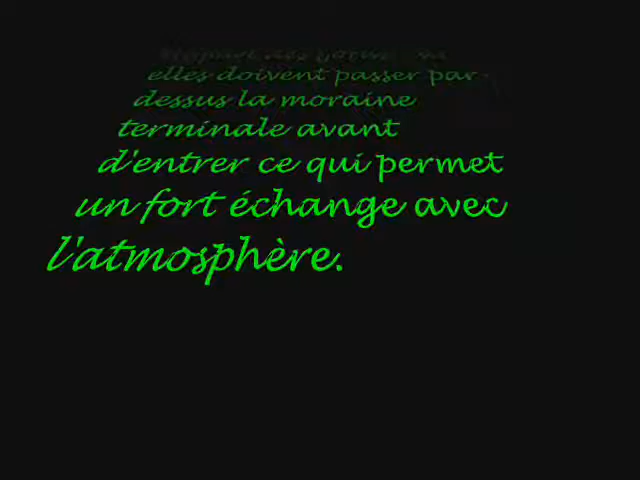 elles doivent passer par
dessus la moraine
terminale avant
d'entrer ce qui permet
un fort échange avec
l'atmosphère.